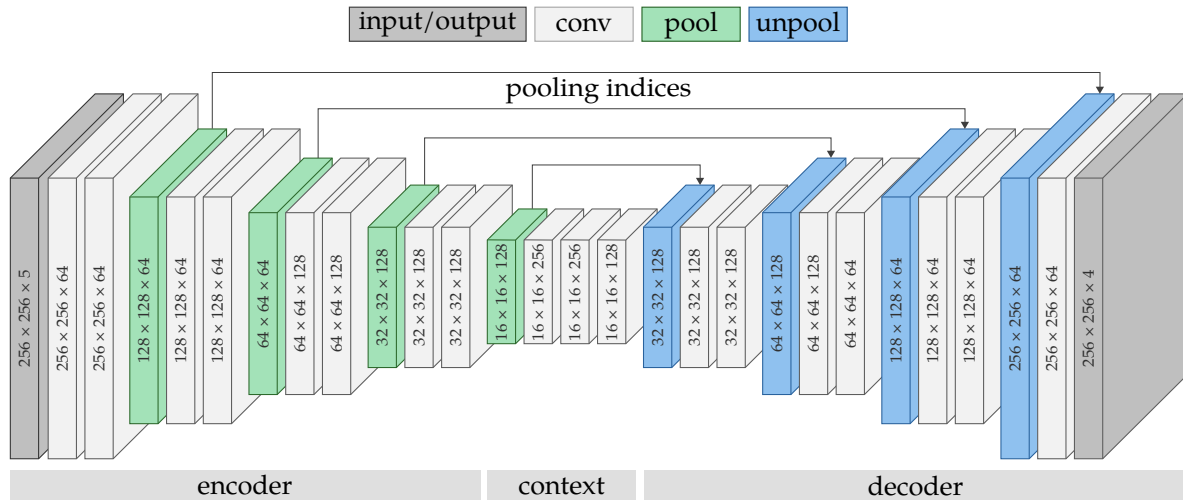 input/output
conv
pool
unpool
pooling indices
256 × 256 × 5
256 × 256 × 64
256 × 256 × 64
128 × 128 × 64
128 × 128 × 64
128 × 128 × 64
64 × 64 × 64
64 × 64 × 128
64 × 64 × 128
32 × 32 × 128
32 × 32 × 128
32 × 32 × 128
16 × 16 × 128
16 × 16 × 256
16 × 16 × 256
16 × 16 × 128
32 × 32 × 128
32 × 32 × 128
32 × 32 × 128
64 × 64 × 128
64 × 64 × 64
64 × 64 × 64
128 × 128 × 64
128 × 128 × 64
128 × 128 × 64
256 × 256 × 64
256 × 256 × 64
256 × 256 × 4
encoder
context
decoder